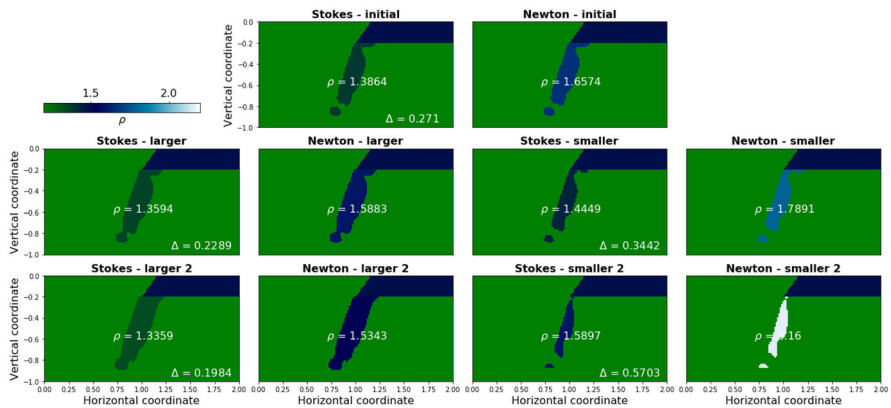 Stokes - initial
Newton - initial
Vertical coordinate
0.0
−0.2
−0.4
−0.6
−0.8
−1.0
ρ = 1.3864
Δ = 0.271
ρ = 1.6574
1.5
2.0
ρ
Stokes - larger
Newton - larger
Stokes - smaller
Newton - smaller
Vertical coordinate
0.0
−0.2
−0.4
−0.6
−0.8
−1.0
ρ = 1.3594
Δ = 0.2289
ρ = 1.5883
ρ = 1.4449
Δ = 0.3442
ρ = 1.7891
Stokes - larger 2
Newton - larger 2
Stokes - smaller 2
Newton - smaller 2
Vertical coordinate
0.0
−0.2
−0.4
−0.6
−0.8
−1.0
ρ = 1.3359
Δ = 0.1984
ρ = 1.5343
ρ = 1.5897
Δ = 0.5703
ρ = .16
0.00 0.25 0.50 0.75 1.00 1.25 1.50 1.75 2.00
0.00 0.25 0.50 0.75 1.00 1.25 1.50 1.75 2.00
0.00 0.25 0.50 0.75 1.00 1.25 1.50 1.75 2.00
0.00 0.25 0.50 0.75 1.00 1.25 1.50 1.75 2.00
Horizontal coordinate
Horizontal coordinate
Horizontal coordinate
Horizontal coordinate